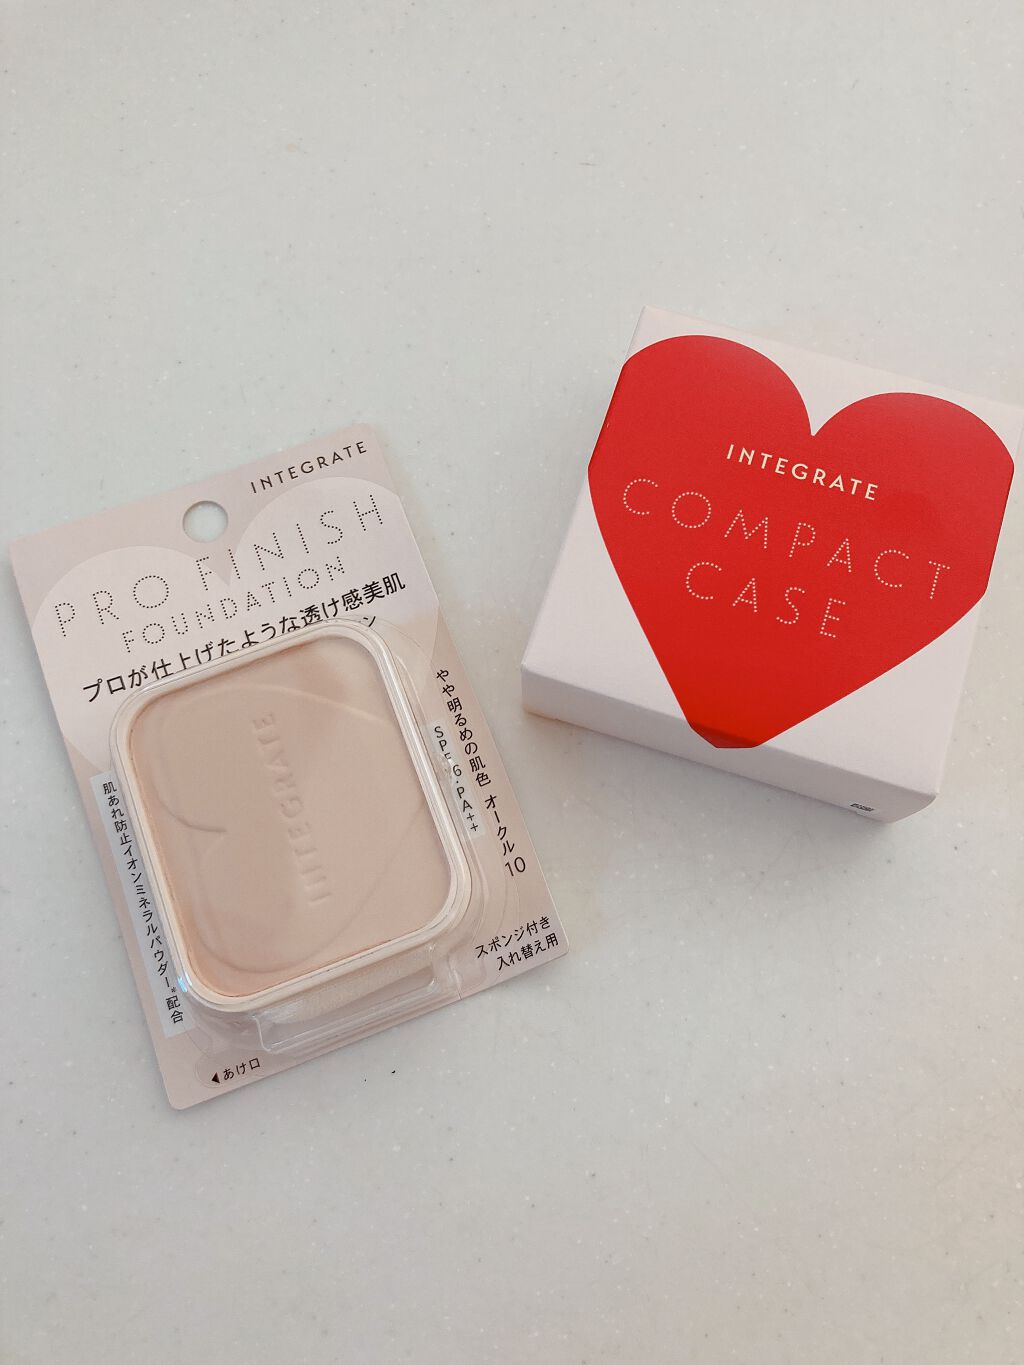 INTEGRATE
PRO FINISH
FOUNDATION
プロが仕上げたような透け感美肌
やや明るめの肌色 オークル10
PA++
肌あれ防止イオンミネラルパウダー*配合
スポンジ付き
入れ替え用
◀あけ口
INTEGRATE
INTEGRATE
COMPACT
CASE